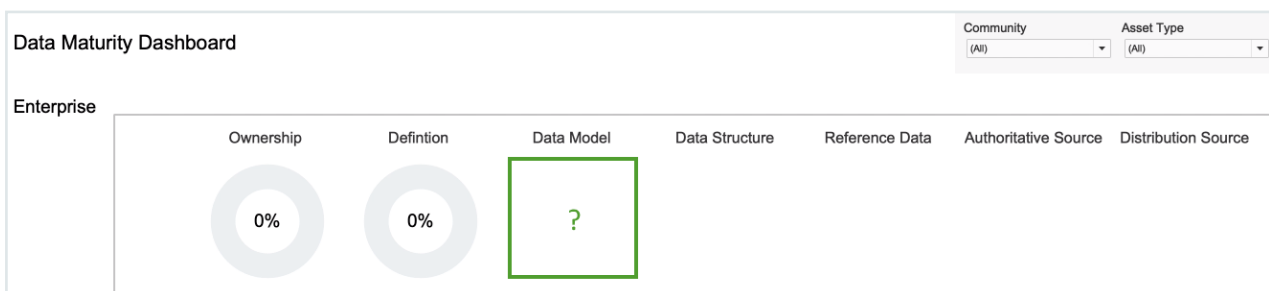 Data Maturity Dashboard
Community
Asset Type
(All)
(All)
Enterprise
Ownership
Defintion
Data Model
Data Structure
Reference Data
Authoritative Source
Distribution Source
0%
0%
?